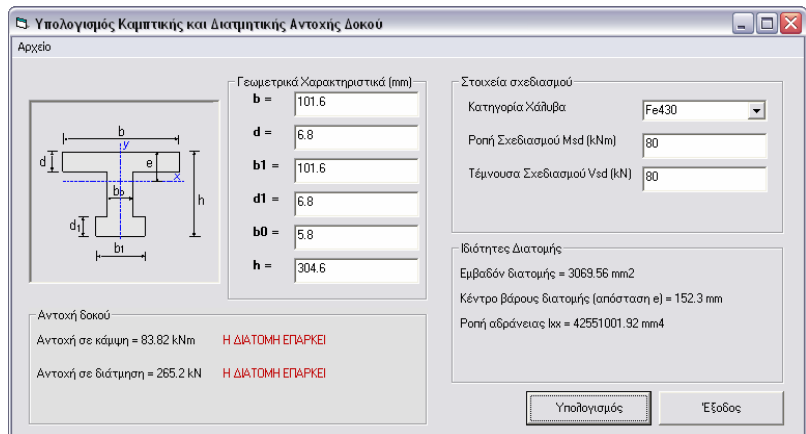 Υπολογισμός Καμπτικής και Διατμητικής Αντοχής Δοκού
Αρχείο
b
y
d
e
x
b₀
h
d₁
b₁
Γεωμετρικά Χαρακτηριστικά (mm)
b = 101.6
d = 6.8
b1 = 101.6
d1 = 6.8
b0 = 5.8
h = 304.6
Στοιχεία σχεδιασμού
Κατηγορία Χάλυβα Fe430
Ροπή Σχεδιασμού Msd (kNm) 80
Τέμνουσα Σχεδιασμού Vsd (kN) 80
Ιδιότητες Διατομής
Εμβαδόν διατομής = 3069.56 mm2
Κέντρο βάρους διατομής (απόσταση e) = 152.3 mm
Ροπή αδράνειας Ixx = 42551001.92 mm4
Αντοχή δοκού
Αντοχή σε κάμψη = 83.82 kNm Η ΔΙΑΤΟΜΗ ΕΠΑΡΚΕΙ
Αντοχή σε διάτμηση = 265.2 kN Η ΔΙΑΤΟΜΗ ΕΠΑΡΚΕΙ
Υπολογισμός
Έξοδος